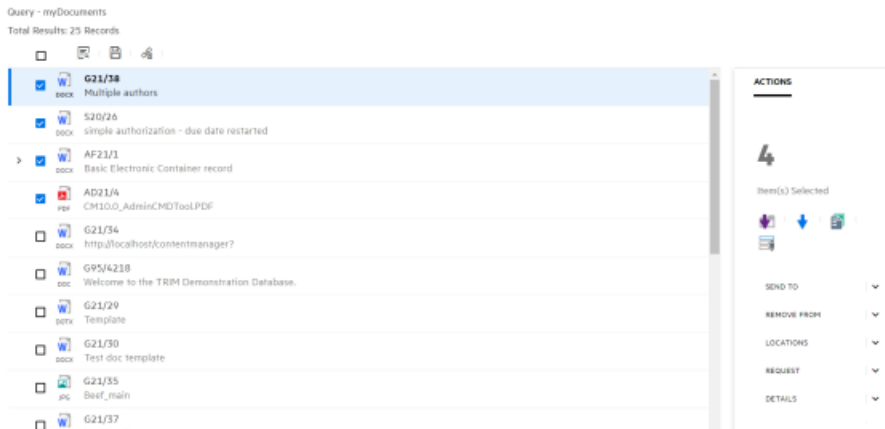 Query - myDocuments
Total Results: 25 Records
G21/38
DOCX
Multiple authors
S20/26
DOCX
simple authorization - due date restarted
AF21/1
DOCX
Basic Electronic Container record
AD21/4
PDF
CM10.0_AdminCMDTool.PDF
G21/34
DOCX
http://localhost/contentmanager?
G95/4218
DOC
Welcome to the TRIM Demonstration Database.
G21/29
DOTX
Template
G21/30
DOCX
Test doc template
G21/35
JPG
Beef_main
G21/37
ACTIONS
4
Item(s) Selected
SEND TO
REMOVE FROM
LOCATIONS
REQUEST
DETAILS